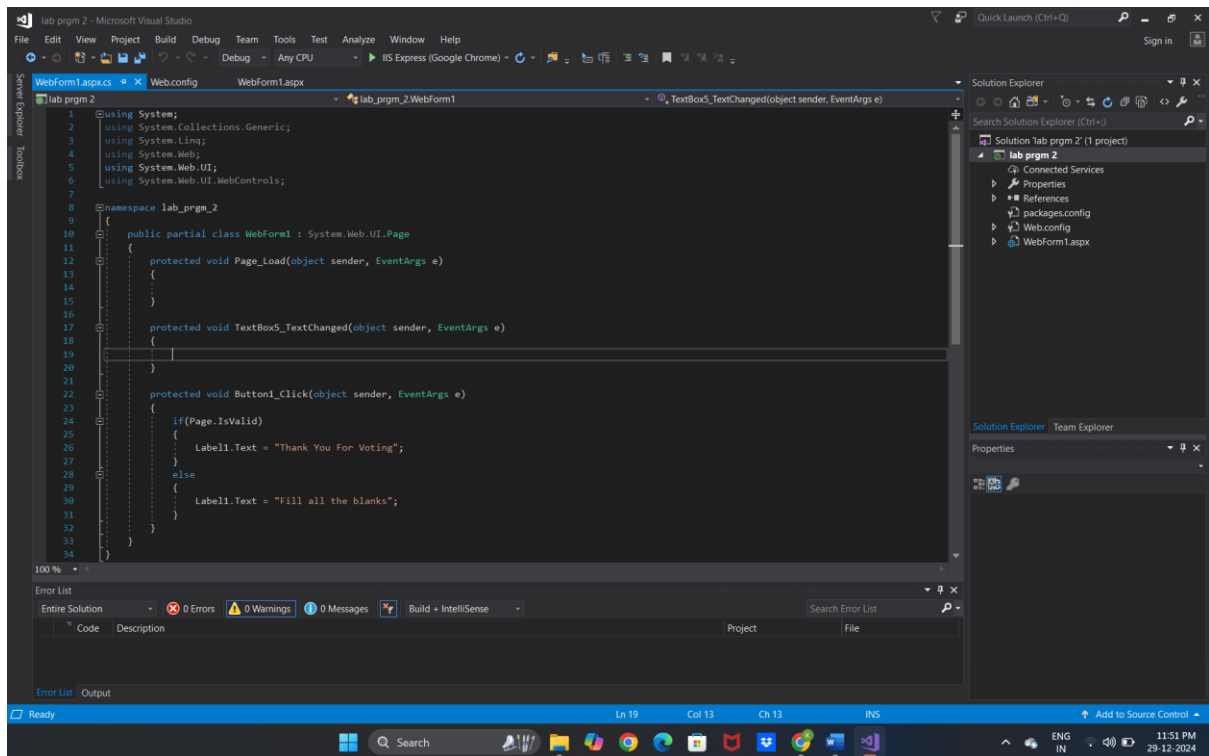 lab prgm 2 - Microsoft Visual Studio
Quick Launch (Ctrl+Q)
File Edit View Project Build Debug Team Tools Test Analyze Window Help
Sign in
Debug Any CPU IIS Express (Google Chrome)
Server Explorer
Toolbox
WebForm1.aspx.cs Web.config WebForm1.aspx
lab prgm 2 lab_prgm_2.WebForm1 TextBox5_TextChanged(object sender, EventArgs e)
1 using System;
2 using System.Collections.Generic;
3 using System.Linq;
4 using System.Web;
5 using System.Web.UI;
6 using System.Web.UI.WebControls;
7
8 namespace lab_prgm_2
9 {
10 public partial class WebForm1 : System.Web.UI.Page
11 {
12 protected void Page_Load(object sender, EventArgs e)
13 {
14
15 }
16
17 protected void TextBox5_TextChanged(object sender, EventArgs e)
18 {
19
20 }
21
22 protected void Button1_Click(object sender, EventArgs e)
23 {
24 if(Page.IsValid)
25 {
26 Label1.Text = "Thank You For Voting";
27 }
28 else
29 {
30 Label1.Text = "Fill all the blanks";
31 }
32 }
33 }
34 }
100 %
Solution Explorer
Search Solution Explorer (Ctrl+;)
Solution 'lab prgm 2' (1 project)
lab prgm 2
Connected Services
Properties
References
packages.config
Web.config
WebForm1.aspx
Solution Explorer Team Explorer
Properties
Error List
Entire Solution 0 Errors 0 Warnings 0 Messages Build + IntelliSense Search Error List
Code Description Project File
Error List Output
Ready Ln 19 Col 13 Ch 13 INS Add to Source Control
Search
ENG
IN
11:51 PM
29-12-2024